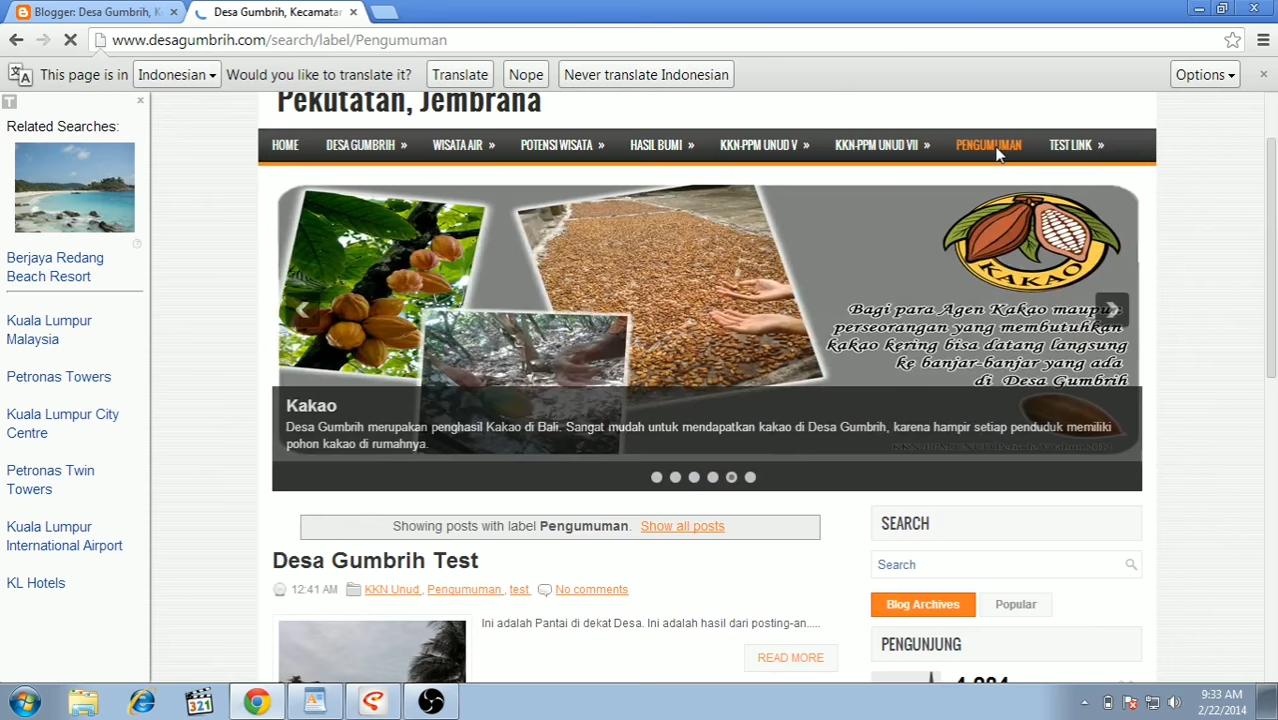 Blogger: Desa Gumbrih, K
Desa Gumbrih, Kecamatan
www.desagumbrih.com/search/label/Pengumuman
This page is in Indonesian Would you like to translate it? Translate Nope Never translate Indonesian Options
T
Related Searches:
Berjaya Redang
Beach Resort
Kuala Lumpur
Malaysia
Petronas Towers
Kuala Lumpur City
Centre
Petronas Twin
Towers
Kuala Lumpur
International Airport
KL Hotels
Pekutatan, Jembrana
HOME DESA GUMBRIH » WISATA AIR » POTENSI WISATA » HASIL BUMI » KKN-PPM UNUD V » KKN-PPM UNUD VII » PENGUMUMAN TEST LINK »
KAKAO
Bagi para Agen Kakao maupun
perseorangan yang membutuhkan
kakao kering bisa datang langsung
ke banjar-banjar yang ada
di Desa Gumbrih
Kakao
Desa Gumbrih merupakan penghasil Kakao di Bali. Sangat mudah untuk mendapatkan kakao di Desa Gumbrih, karena hampir setiap penduduk memiliki
pohon kakao di rumahnya.
Showing posts with label Pengumuman. Show all posts
Desa Gumbrih Test
12:41 AM KKN Unud , Pengumuman , test No comments
Ini adalah Pantai di dekat Desa. Ini adalah hasil dari posting-an.....
READ MORE
SEARCH
Search
Blog Archives Popular
PENGUNJUNG
321
9:33 AM
2/22/2014